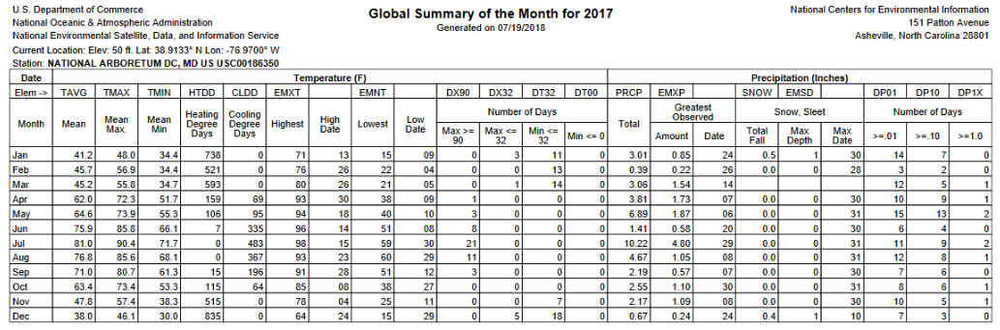 U.S. Department of Commerce
National Oceanic & Atmospheric Administration
National Environmental Satellite, Data, and Information Service
Current Location: Elev: 50 ft. Lat: 38.9133° N Lon: -76.9700° W
Station: NATIONAL ARBORETUM DC, MD US USC00186350
Global Summary of the Month for 2017
Generated on 07/19/2018
National Centers for Environmental Information
151 Patton Avenue
Asheville, North Carolina 28801
Date Temperature (F) Precipitation (Inches)
Elem -> TAVG TMAX TMIN HTDD CLDD EMXT EMNT DX90 DX32 DT32 DT00 PRCP EMXP SNOW EMSD DP01 DP10 DP1X
Month Mean Mean Max. Mean Min Heating Degree Days Cooling Degree Days Highest High Date Lowest Low Date Number of Days Total Greatest Observed Snow, Sleet Number of Days
Max >= 90 Max <= 32 Min <= 32 Min <= 0 Amount Date Total Fall Max Depth Max Date >=.01 >=.10 >=1.0
Jan 41.2 48.0 34.4 738 0 71 13 15 09 0 3 11 0 3.01 0.85 24 0.5 1 30 14 7 0
Feb 45.7 56.9 34.4 521 0 76 26 22 04 0 0 13 0 0.39 0.22 26 0.0 28 3 2 0
Mar 45.2 55.8 34.7 593 0 80 26 21 05 0 1 14 0 3.06 1.54 14 12 5 1
Apr 62.0 72.3 51.7 159 69 93 30 38 09 1 0 0 0 3.81 1.73 07 0.0 0 30 10 9 1
May 64.6 73.9 55.3 106 95 94 18 40 10 3 0 0 0 6.89 1.87 06 0.0 0 31 15 13 2
Jun 75.9 85.8 66.1 7 335 96 14 51 08 8 0 0 0 1.41 0.58 20 0.0 0 30 6 4 0
Jul 81.0 90.4 71.7 0 483 98 15 59 30 21 0 0 0 10.22 4.80 29 0.0 0 31 11 9 2
Aug 76.8 85.6 68.1 0 367 93 23 60 29 11 0 0 0 4.67 1.05 08 0.0 0 31 12 8 1
Sep 71.0 80.7 61.3 15 196 91 28 51 12 3 0 0 0 2.19 0.57 07 0.0 0 30 7 6 0
Oct 63.4 73.4 53.3 115 64 85 08 38 27 0 0 0 0 2.55 1.10 30 0.0 0 31 8 6 1
Nov 47.8 57.4 38.3 515 0 78 04 25 11 0 0 7 0 2.17 1.09 08 0.0 0 30 10 5 1
Dec 38.0 46.1 30.0 835 0 64 24 15 29 0 5 18 0 0.67 0.24 24 0.4 1 10 7 3 0